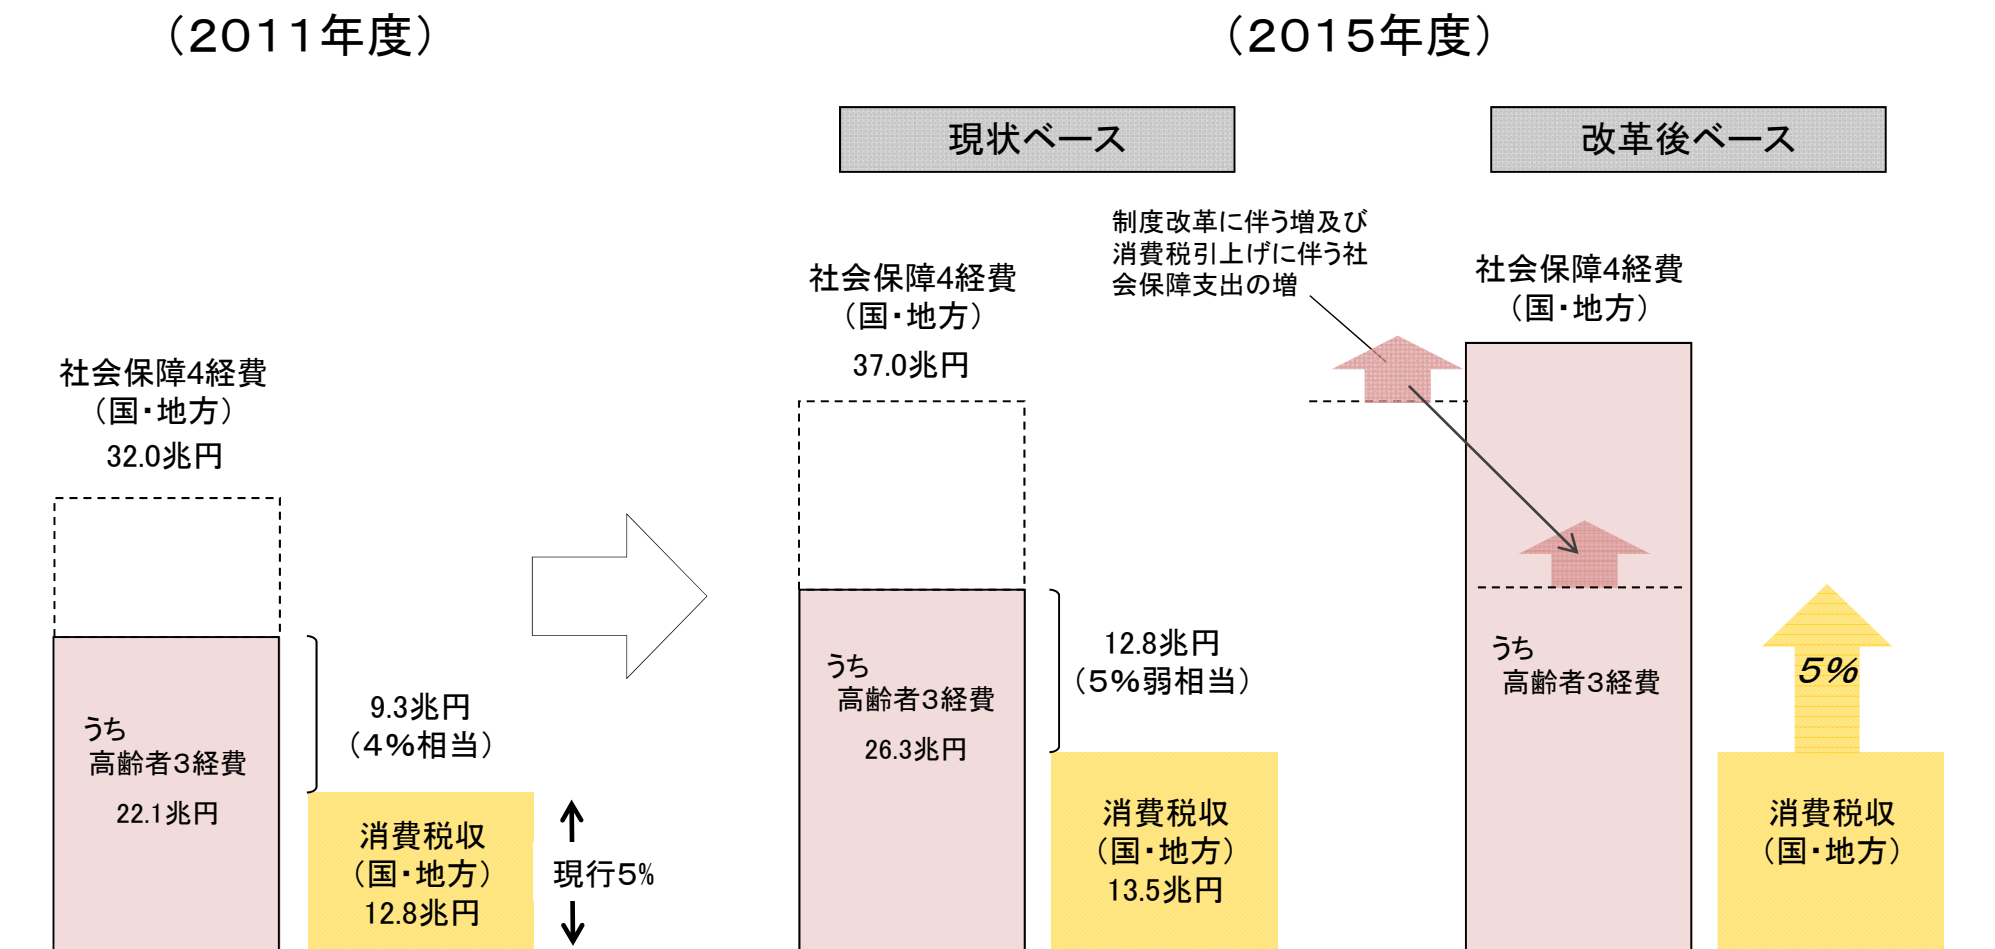 （２０１１年度）
（２０１５年度）
現状ベース
改革後ベース
制度改革に伴う増及び
消費税引上げに伴う社
会保障支出の増
社会保障4経費
（国・地方）
32.0兆円
うち
高齢者３経費
22.1兆円
9.3兆円
（４％相当）
消費税収
（国・地方）
12.8兆円
現行５%
社会保障4経費
（国・地方）
37.0兆円
うち
高齢者３経費
26.3兆円
12.8兆円
（５％弱相当）
消費税収
（国・地方）
13.5兆円
社会保障4経費
（国・地方）
うち
高齢者３経費
５％
消費税収
（国・地方）